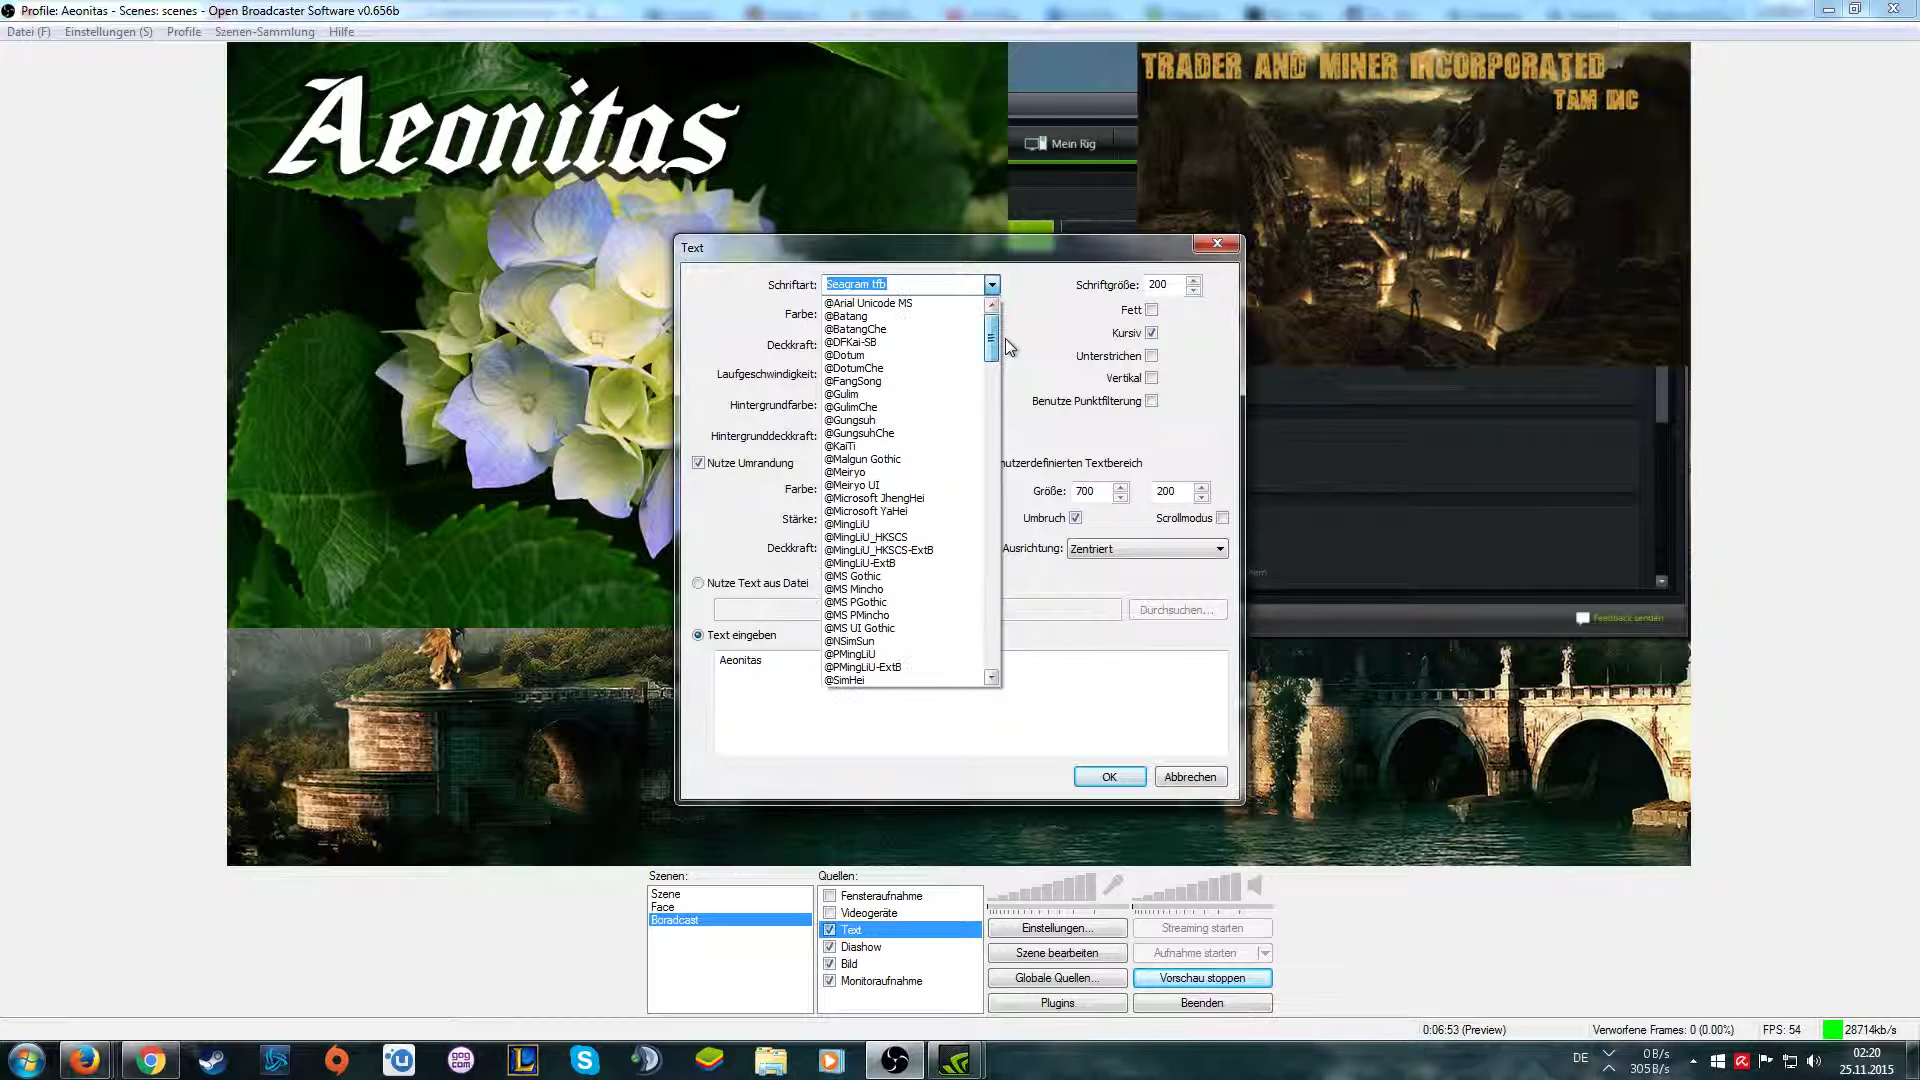 Profile: Aeonitas - Scenes: scenes - Open Broadcaster Software v0.656b
Datei (F) Einstellungen (S) Profile Szenen-Sammlung Hilfe
Aeonitas
TRADER AND MINER INCORPORATED
TAM INC
Mein Rig
Text
Schriftart: Seagram tfb
Schriftgröße: 200
Farbe:
Fett
Kursiv
Deckkraft:
Unterstrichen
Laufgeschwindigkeit:
Vertikal
Hintergrundfarbe:
Benutze Punktfilterung
Hintergrunddeckkraft:
Nutze Umrandung
nutzerdefinierten Textbereich
Farbe:
Größe: 700 200
Stärke:
Umbruch
Scrollmodus
Deckkraft:
Ausrichtung: Zentriert
Nutze Text aus Datei
Durchsuchen...
Text eingeben
Aeonitas
@Arial Unicode MS
@Batang
@BatangChe
@DFKai-SB
@Dotum
@DotumChe
@FangSong
@Gulim
@GulimChe
@Gungsuh
@GungsuhChe
@KaiTi
@Malgun Gothic
@Meiryo
@Meiryo UI
@Microsoft JhengHei
@Microsoft YaHei
@MingLiU
@MingLiU_HKSCS
@MingLiU_HKSCS-ExtB
@MingLiU-ExtB
@MS Gothic
@MS Mincho
@MS PGothic
@MS PMincho
@MS UI Gothic
@NSimSun
@PMingLiU
@PMingLiU-ExtB
@SimHei
OK
Abbrechen
Feedback senden
Szenen:
Szene
Face
Boradcast
Quellen:
Fensteraufnahme
Videogeräte
Text
Diashow
Bild
Monitoraufnahme
Einstellungen...
Streaming starten
Szene bearbeiten
Aufnahme starten
Globale Quellen...
Vorschau stoppen
Plugins
Beenden
0:06:53 (Preview)
Verworfene Frames: 0 (0.00%)
FPS: 54
28714kb/s
gog
com
L
DE
0 B/s
305 B/s
02:20
25.11.2015